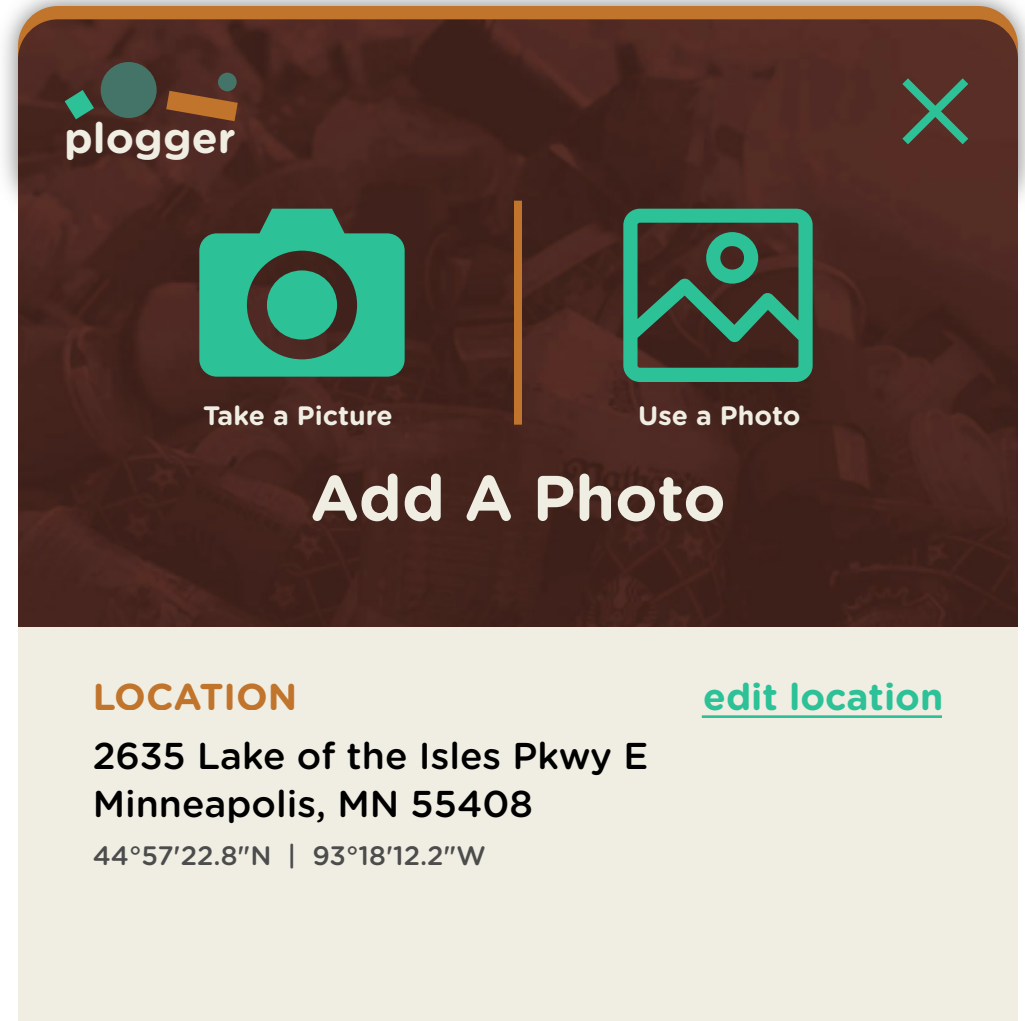 plogger
Take a Picture
Use a Photo
Add A Photo
LOCATION
edit location
2635 Lake of the Isles Pkwy E
Minneapolis, MN 55408
44°57'22.8"N | 93°18'12.2"W